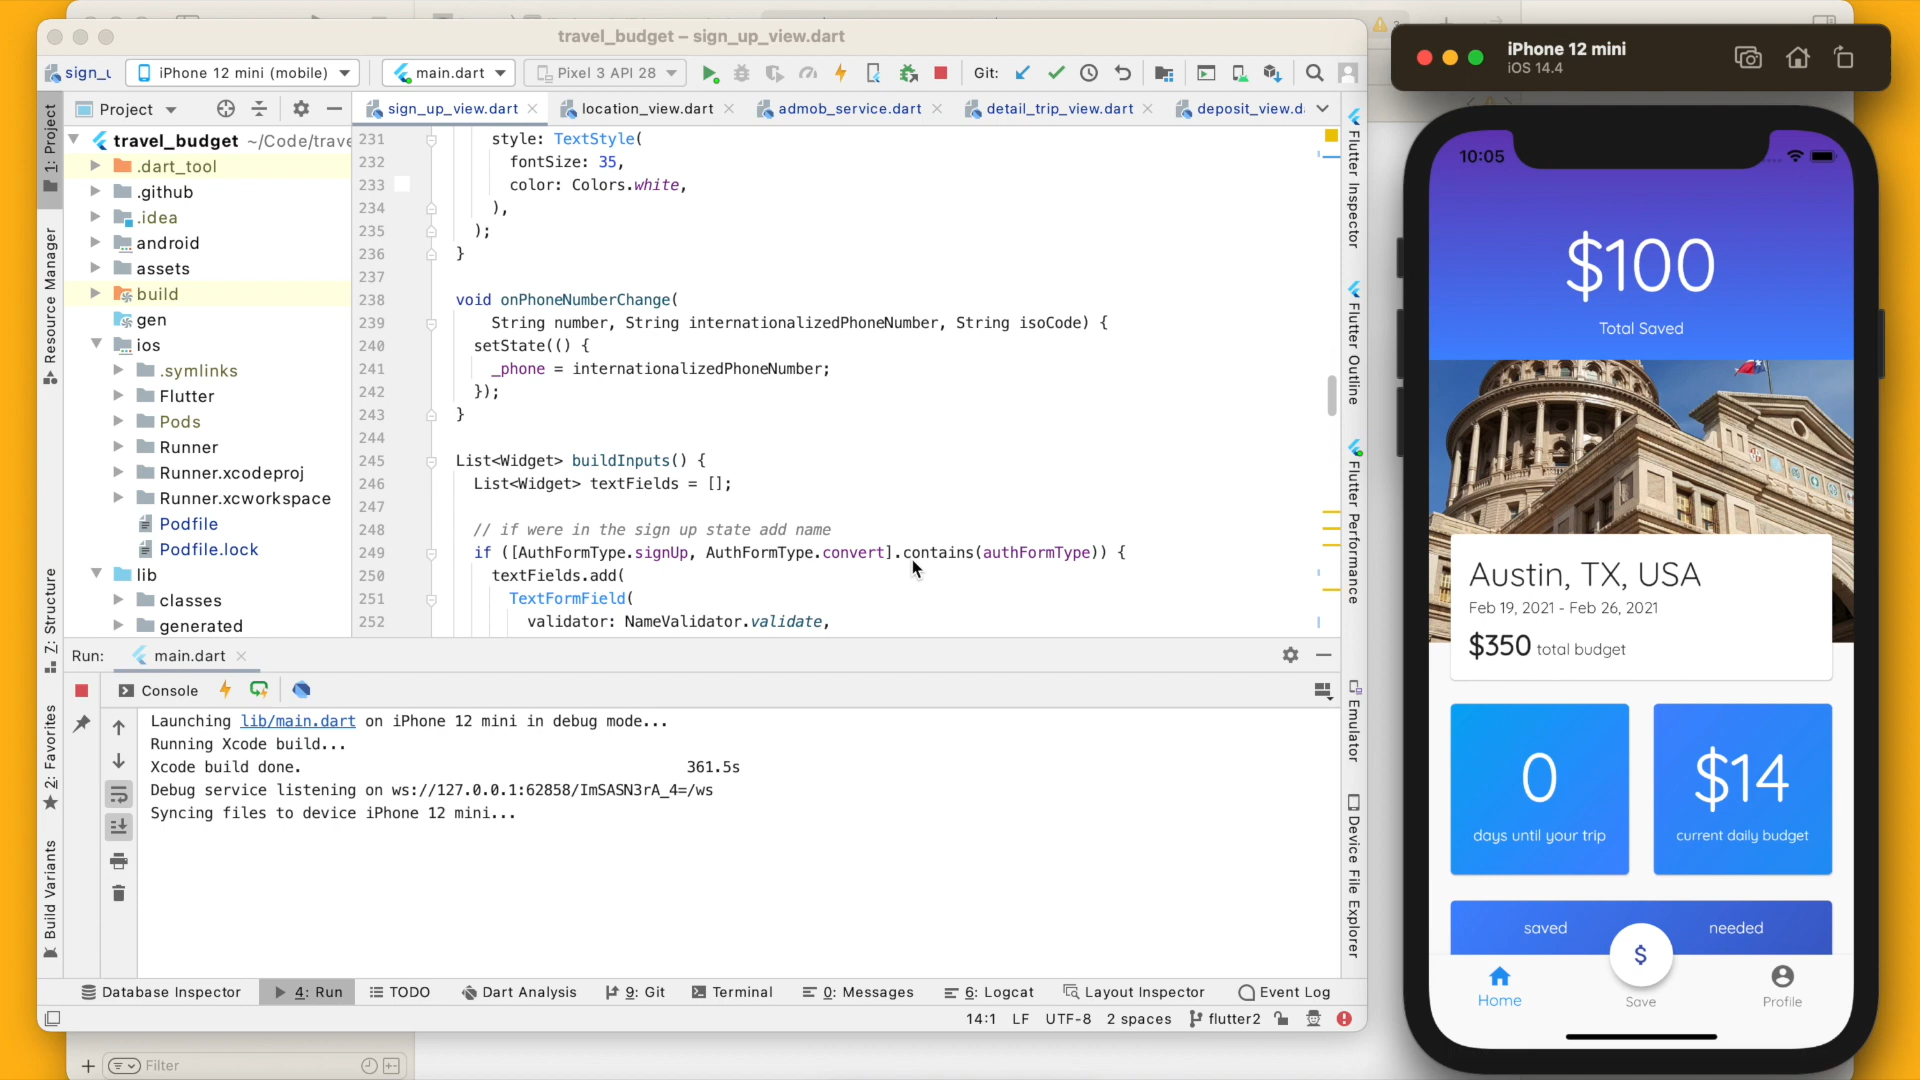 travel_budget – sign_up_view.dart
sign_u
iPhone 12 mini (mobile)
main.dart
Pixel 3 API 28
Git:
1: Project
Resource Manager
Z: Structure
2: Favorites
Build Variants
Project
sign_up_view.dart
location_view.dart
admob_service.dart
detail_trip_view.dart
deposit_view.d
travel_budget ~/Code/trave
.dart_tool
.github
.idea
android
assets
build
gen
ios
.symlinks
Flutter
Pods
Runner
Runner.xcodeproj
Runner.xcworkspace
Podfile
Podfile.lock
lib
classes
generated
231 style: TextStyle(
232 fontSize: 35,
233 color: Colors.white,
234 ),
235 );
236 }
237
238 void onPhoneNumberChange(
239 String number, String internationalizedPhoneNumber, String isoCode) {
240 setState(() {
241 _phone = internationalizedPhoneNumber;
242 });
243 }
244
245 List<Widget> buildInputs() {
246 List<Widget> textFields = [];
247
248 // if were in the sign up state add name
249 if ([AuthFormType.signUp, AuthFormType.convert].contains(authFormType)) {
250 textFields.add(
251 TextFormField(
252 validator: NameValidator.validate,
Flutter Inspector
Flutter Outline
Flutter Performance
Emulator
Device File Explorer
Run:
main.dart
Console
Launching lib/main.dart on iPhone 12 mini in debug mode...
Running Xcode build...
Xcode build done. 361.5s
Debug service listening on ws://127.0.0.1:62858/ImSASN3rA_4=/ws
Syncing files to device iPhone 12 mini...
Database Inspector
4: Run
TODO
Dart Analysis
9: Git
Terminal
0: Messages
6: Logcat
Layout Inspector
Event Log
14:1 LF UTF-8 2 spaces flutter2
Filter
iPhone 12 mini
iOS 14.4
10:05
$100
Total Saved
Austin, TX, USA
Feb 19, 2021 - Feb 26, 2021
$350 total budget
0
days until your trip
$14
current daily budget
saved
needed
$
Home
Save
Profile